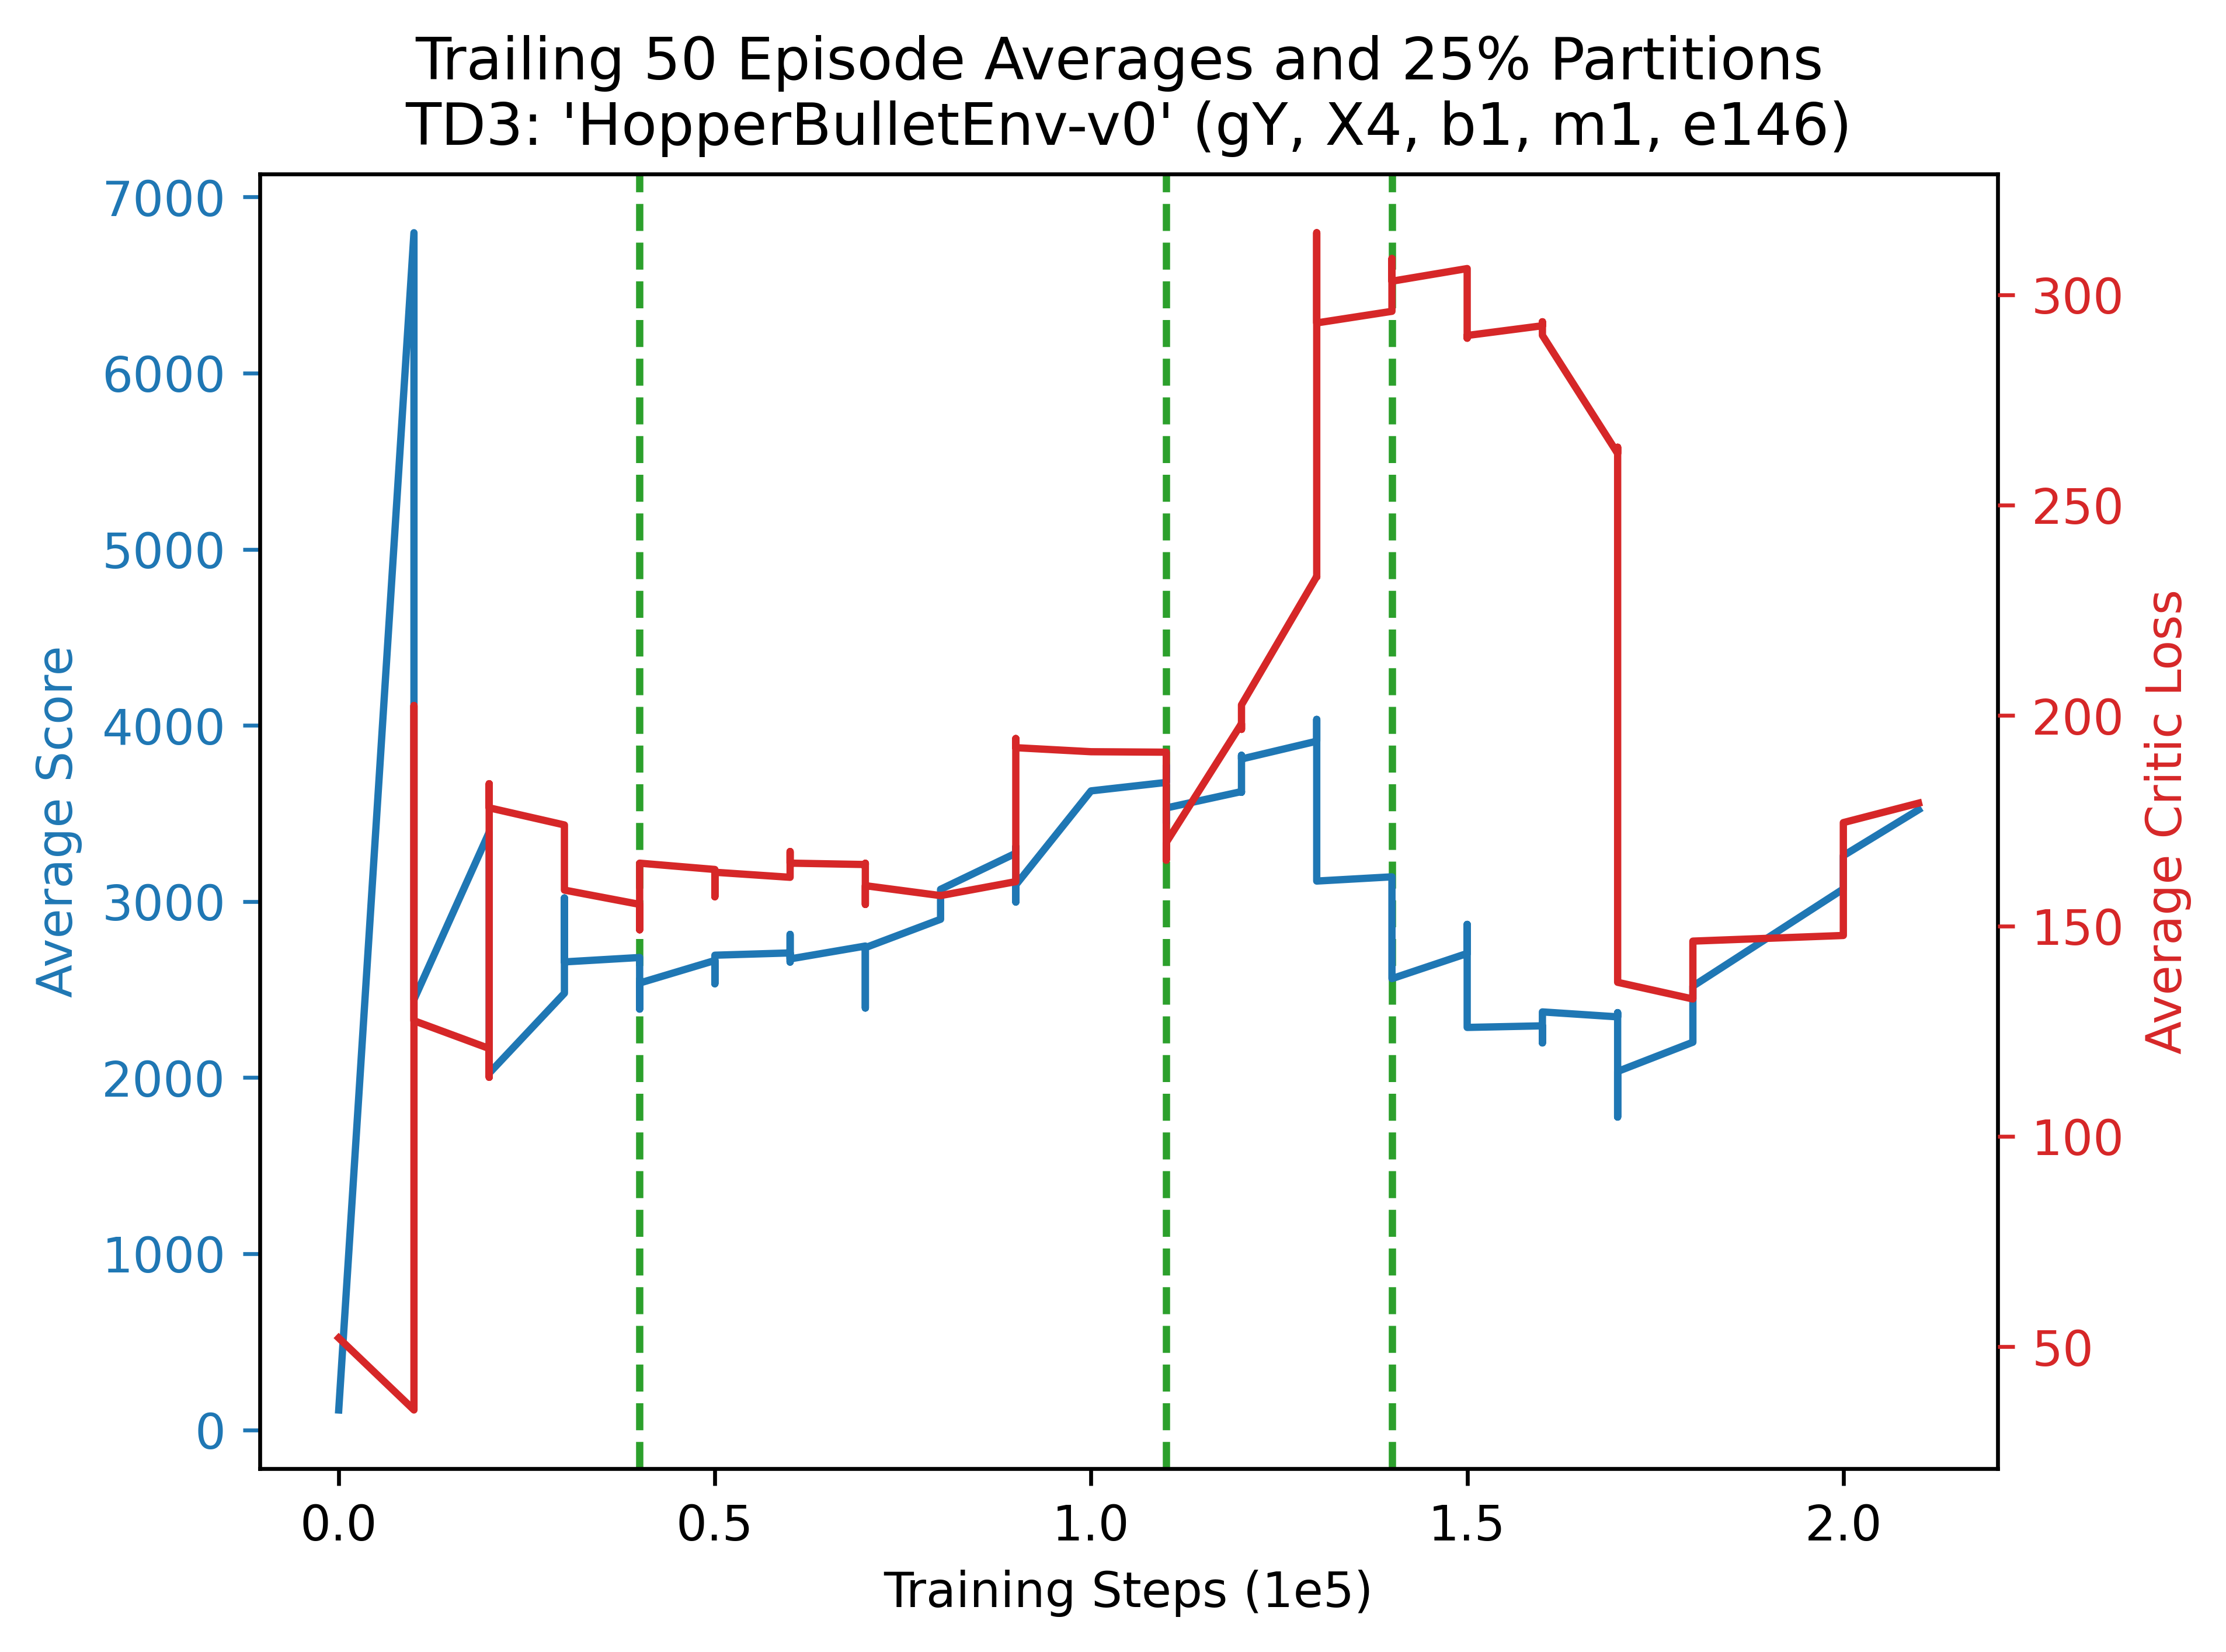 Trailing 50 Episode Averages and 25% Partitions
TD3: 'HopperBulletEnv-v0' (gY, X4, b1, m1, e146)
7000
6000
5000
4000
3000
2000
1000
0
Average Score
300
250
200
150
100
50
Average Critic Loss
0.0 0.5 1.0 1.5 2.0
Training Steps (1e5)